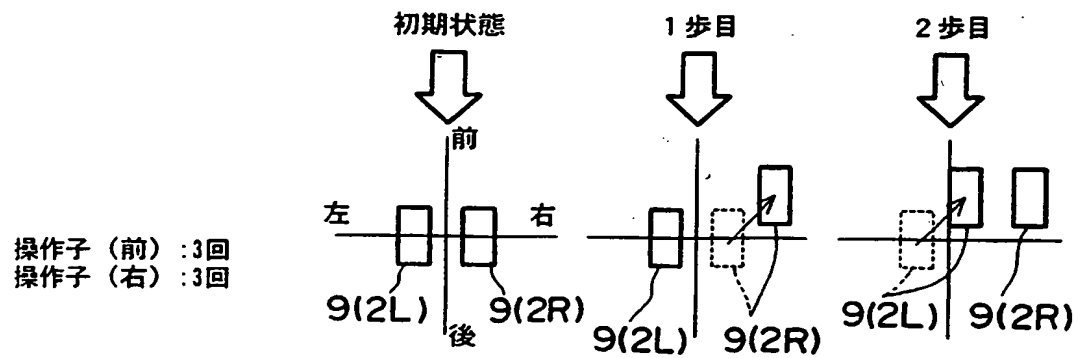 初期状態
1歩目
2歩目
前
左
右
後
操作子（前）:3回
操作子（右）:3回
9(2L)
9(2R)
9(2L)
9(2R)
9(2L)
9(2R)